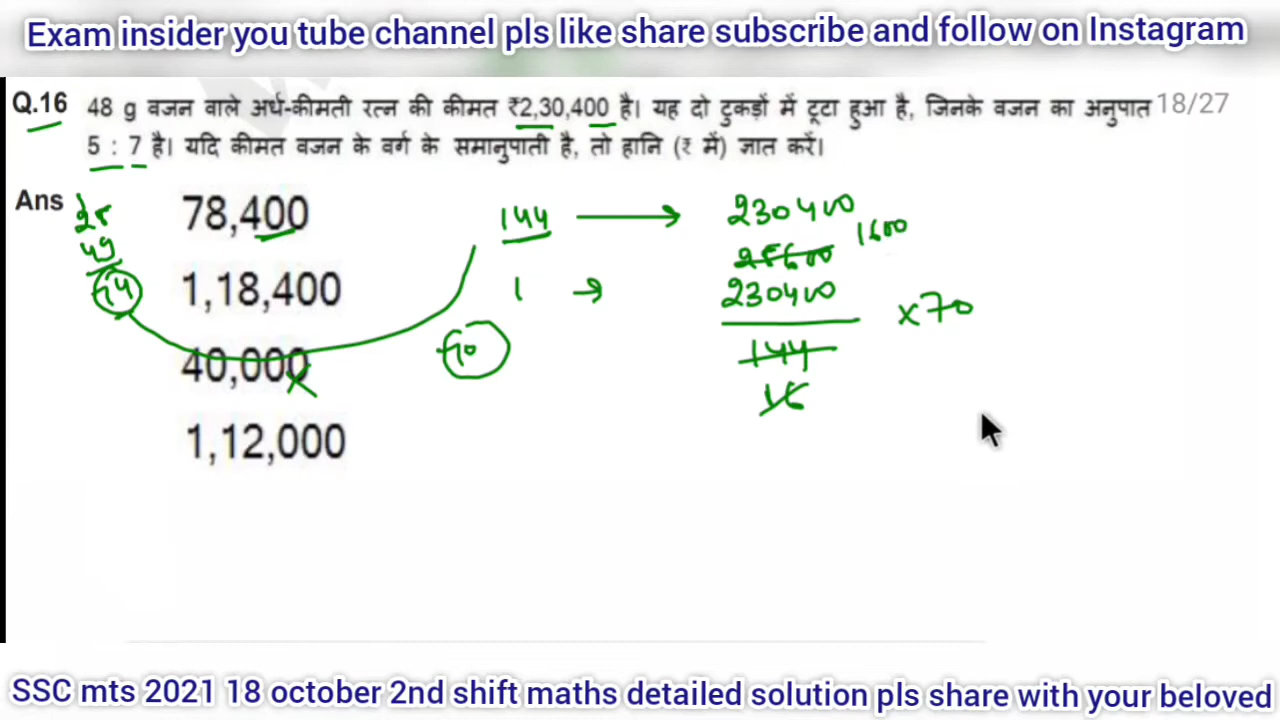 Exam insider you tube channel pls like share subscribe and follow on Instagram
Q.16 48 g वजन वाले अर्ध-कीमती रत्न की कीमत ₹2,30,400 है। यह दो टुकड़ों में टूटा हुआ है, जिनके वजन का अनुपात 18/27
5 : 7 है। यदि कीमत वजन के वर्ग के समानुपाती है, तो हानि (₹ में) ज्ञात करें।
Ans 78,400
1,18,400
40,000
1,12,000
25
49
74
144 → 230400
25600 1600
1 → 230400
144
16
×70
70
SSC mts 2021 18 october 2nd shift maths detailed solution pls share with your beloved